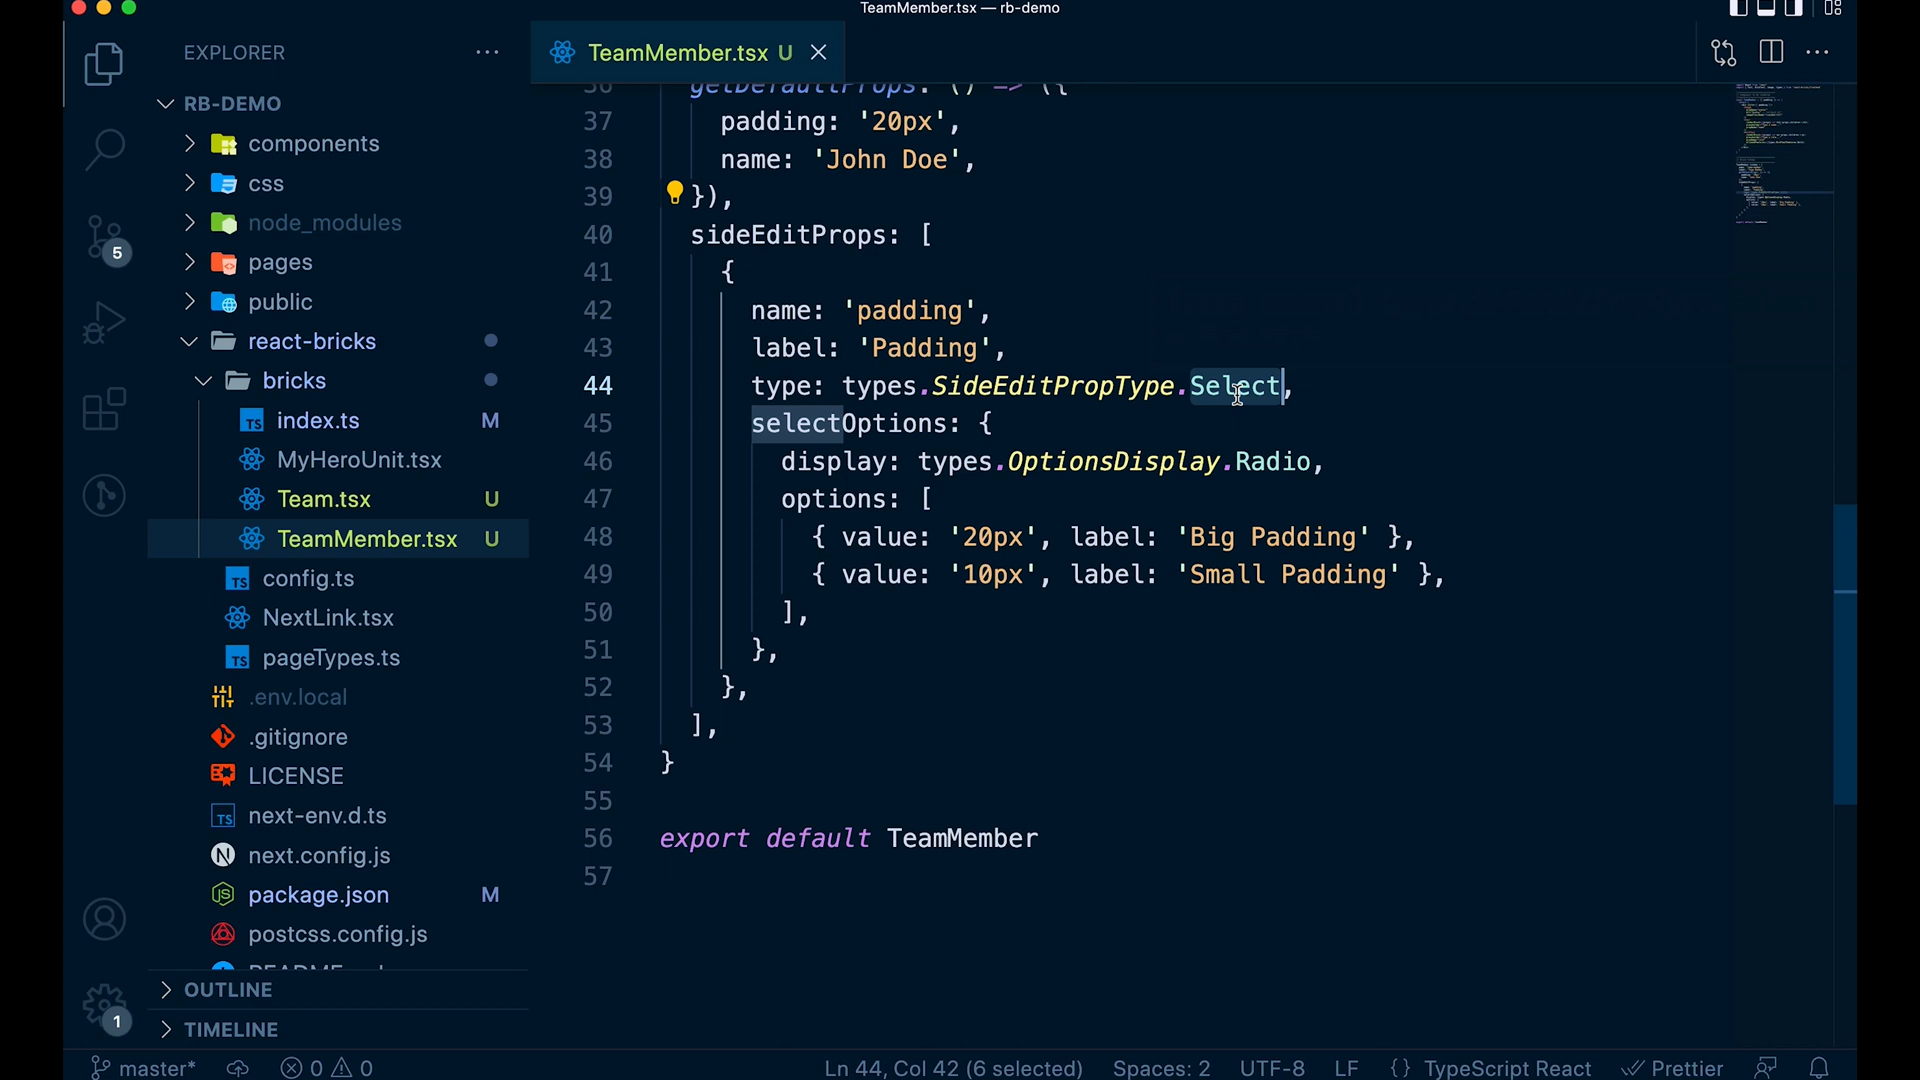 TeamMember.tsx — rb-demo
EXPLORER
RB-DEMO
components
css
node_modules
pages
public
react-bricks
bricks
index.ts M
MyHeroUnit.tsx
Team.tsx U
TeamMember.tsx U
config.ts
NextLink.tsx
pageTypes.ts
.env.local
.gitignore
LICENSE
next-env.d.ts
next.config.js
package.json M
postcss.config.js
OUTLINE
TIMELINE
5
1
TeamMember.tsx U
36 getDefaultProps: () => ({
37 padding: '20px',
38 name: 'John Doe',
39 }),
40 sideEditProps: [
41 {
42 name: 'padding',
43 label: 'Padding',
44 type: types.SideEditPropType.Select,
45 selectOptions: {
46 display: types.OptionsDisplay.Radio,
47 options: [
48 { value: '20px', label: 'Big Padding' },
49 { value: '10px', label: 'Small Padding' },
50 ],
51 },
52 },
53 ],
54 }
55
56 export default TeamMember
57
master* 0 0 Ln 44, Col 42 (6 selected) Spaces: 2 UTF-8 LF {} TypeScript React Prettier